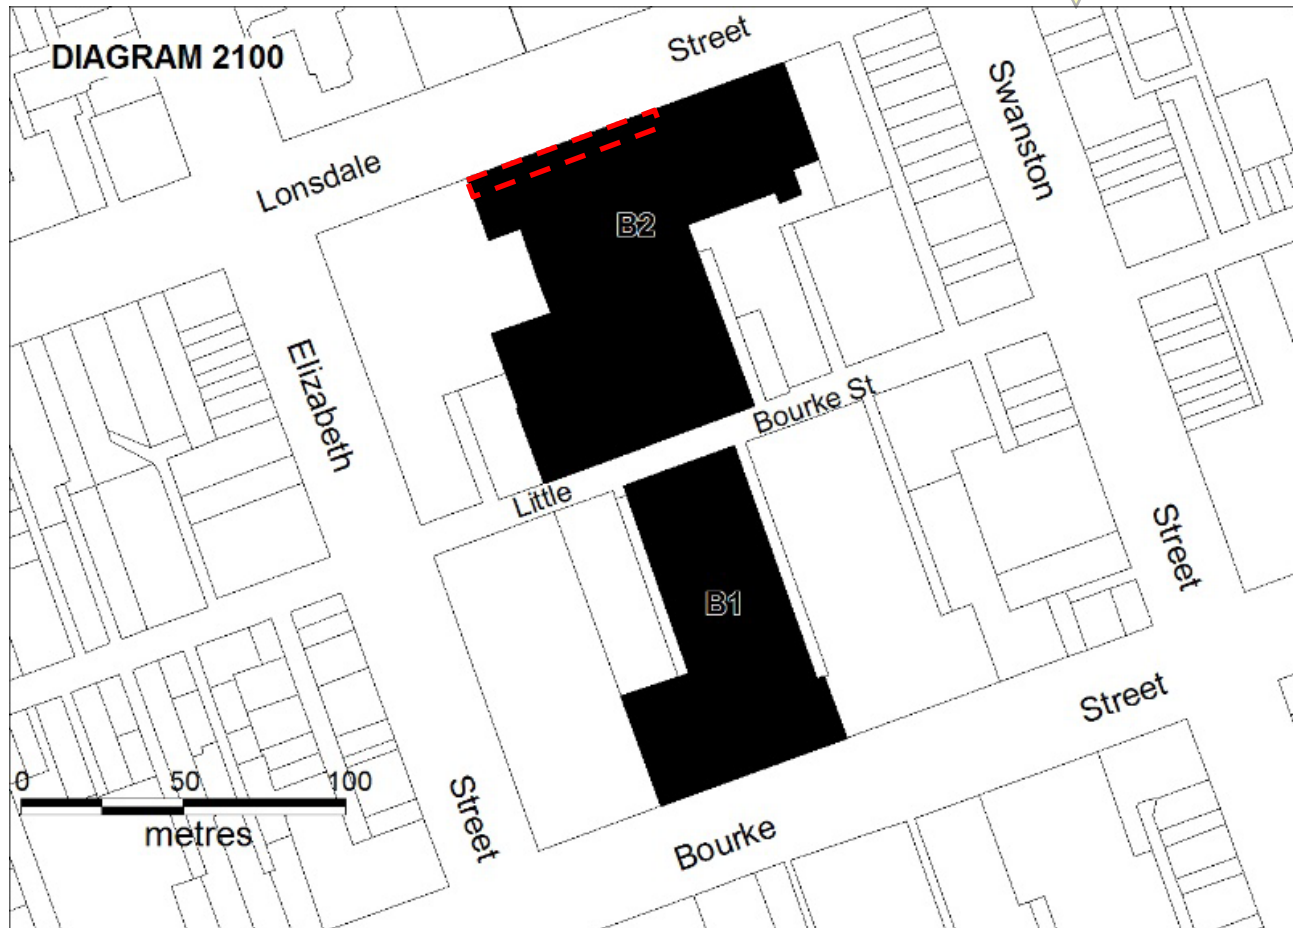 DIAGRAM 2100
Street
Swanston
Lonsdale
B2
Elizabeth
Bourke St
Little
Street
B1
Street
0 50 100
metres
Street
Bourke